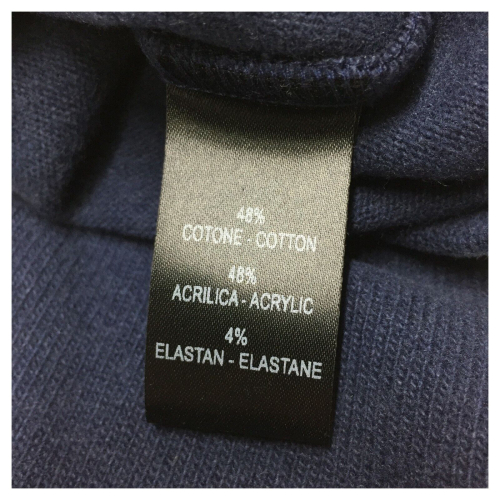 48%
COTONE - COTTON
48%
ACRILICA - ACRYLIC
4%
ELASTAN - ELASTANE